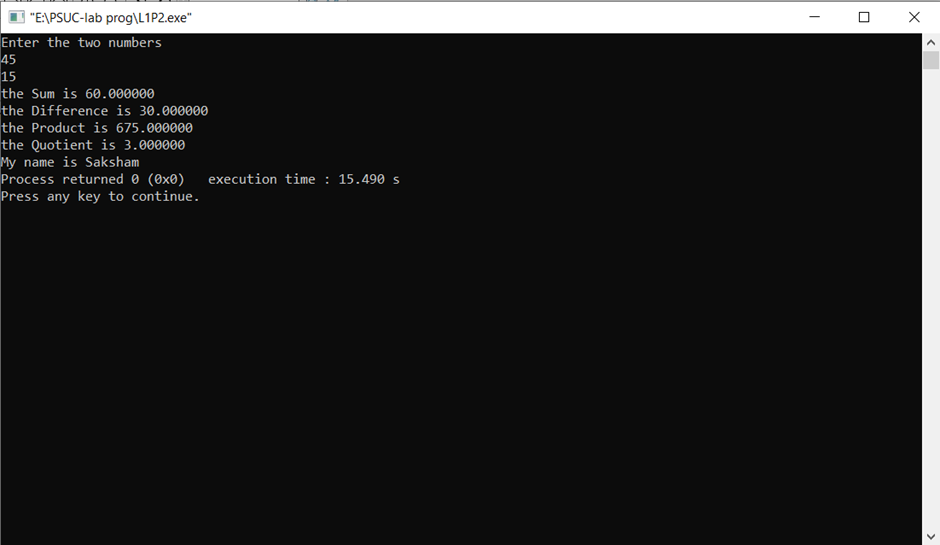 "E:\PSUC-lab prog\L1P2.exe"
Enter the two numbers
45
15
the Sum is 60.000000
the Difference is 30.000000
the Product is 675.000000
the Quotient is 3.000000
My name is Saksham
Process returned 0 (0x0)   execution time : 15.490 s
Press any key to continue.